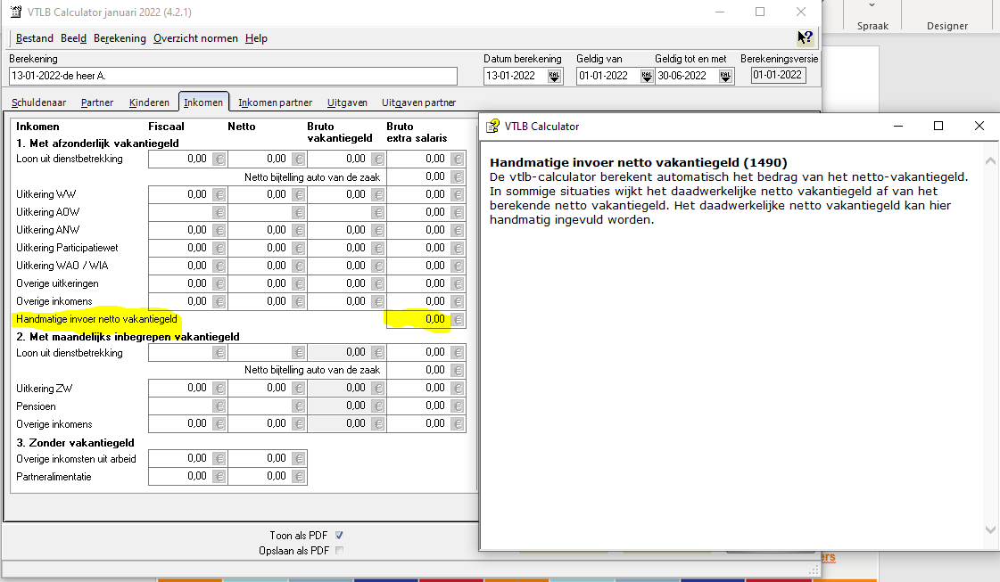 VTLB Calculator januari 2022 (4.2.1)
Spraak
Designer
Bestand Beeld Berekening Overzicht normen Help
Berekening
Datum berekening
Geldig van
Geldig tot en met
Berekeningsversie
13-01-2022-de heer A.
13-01-2022
KAL
01-01-2022
KAL
30-06-2022
KAL
01-01-2022
Schuldenaar Partner Kinderen Inkomen Inkomen partner Uitgaven Uitgaven partner
Inkomen Fiscaal Netto Bruto vakantiegeld Bruto extra salaris
1. Met afzonderlijk vakantiegeld
Loon uit dienstbetrekking 0,00 € 0,00 € 0,00 € 0,00 €
Netto bijtelling auto van de zaak 0,00 €
Uitkering WW 0,00 € 0,00 € 0,00 € 0,00 €
Uitkering AOW € € € 0,00 €
Uitkering ANW 0,00 € 0,00 € 0,00 € 0,00 €
Uitkering Participatiewet 0,00 € 0,00 € 0,00 € 0,00 €
Uitkering WAO / WIA 0,00 € 0,00 € 0,00 € 0,00 €
Overige uitkeringen 0,00 € 0,00 € 0,00 € 0,00 €
Overige inkomens 0,00 € 0,00 € 0,00 € 0,00 €
Handmatige invoer netto vakantiegeld 0,00 €
2. Met maandelijks inbegrepen vakantiegeld
Loon uit dienstbetrekking € € 0,00 € 0,00 €
Netto bijtelling auto van de zaak 0,00 €
Uitkering ZW 0,00 € 0,00 € 0,00 € 0,00 €
Pensioen € € 0,00 € 0,00 €
Overige inkomens 0,00 € 0,00 € 0,00 € 0,00 €
3. Zonder vakantiegeld
Overige inkomsten uit arbeid 0,00 € 0,00 €
Partneralimentatie 0,00 € 0,00 €
Toon als PDF
Opslaan als PDF
VTLB Calculator
Handmatige invoer netto vakantiegeld (1490)
De vtlb-calculator berekent automatisch het bedrag van het netto-vakantiegeld.
In sommige situaties wijkt het daadwerkelijke netto vakantiegeld af van het
berekende netto vakantiegeld. Het daadwerkelijke netto vakantiegeld kan hier
handmatig ingevuld worden.
ers